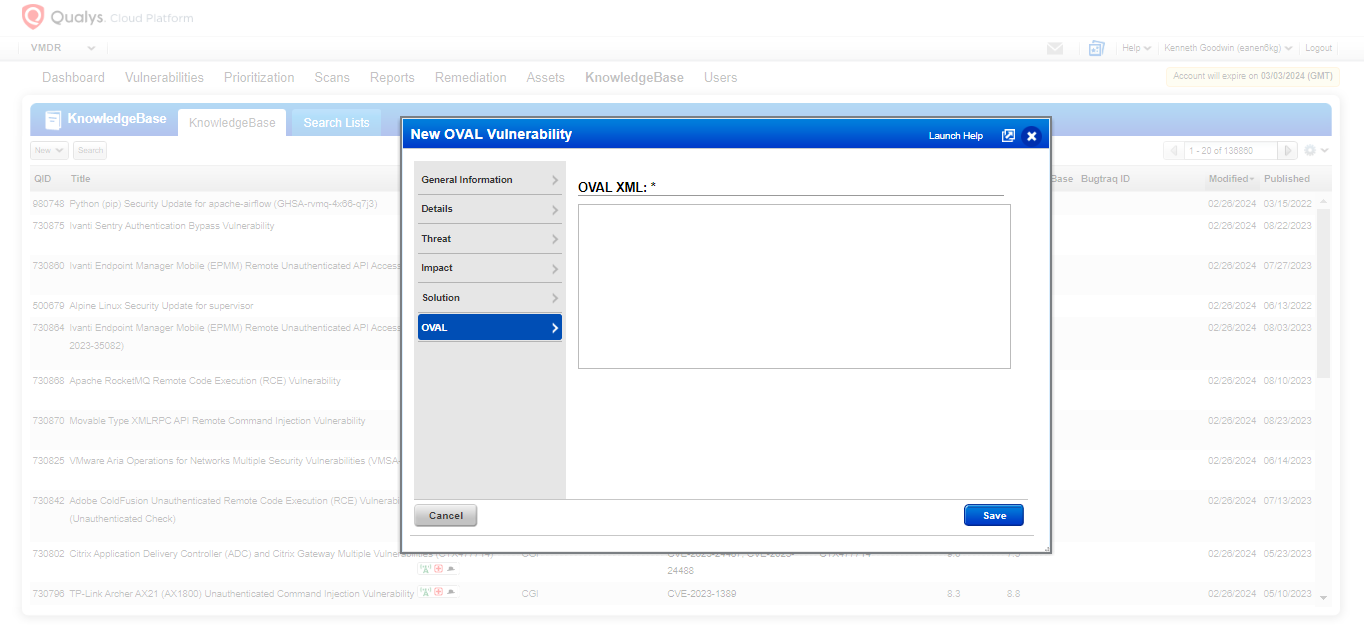 Qualys. Cloud Platform
VMDR
Help
Kenneth Goodwin (eanen6kg)
Logout
Dashboard Vulnerabilities Prioritization Scans Reports Remediation Assets KnowledgeBase Users
Account will expire on 03/03/2024 (GMT)
KnowledgeBase KnowledgeBase Search Lists
New OVAL Vulnerability Launch Help
New Search 1 - 20 of 136860
QID Title Base Bugtraq ID Modified Published
General Information
Details
Threat
Impact
Solution
OVAL
OVAL XML: *
Cancel Save
980748 Python (pip) Security Update for apache-airflow (GHSA-rvmq-4x66-q7j3) 02/26/2024 03/15/2022
730875 Ivanti Sentry Authentication Bypass Vulnerability 02/26/2024 08/22/2023
730860 Ivanti Endpoint Manager Mobile (EPMM) Remote Unauthenticated API Access 02/26/2024 07/27/2023
500679 Alpine Linux Security Update for supervisor 02/26/2024 06/13/2022
730864 Ivanti Endpoint Manager Mobile (EPMM) Remote Unauthenticated API Access 02/26/2024 08/03/2023
2023-35082)
730868 Apache RocketMQ Remote Code Execution (RCE) Vulnerability 02/26/2024 08/10/2023
730870 Movable Type XMLRPC API Remote Command Injection Vulnerability 02/26/2024 08/23/2023
730825 VMware Aria Operations for Networks Multiple Security Vulnerabilities (VMSA- 02/26/2024 06/14/2023
730842 Adobe ColdFusion Unauthenticated Remote Code Execution (RCE) Vulnerabi 02/26/2024 07/13/2023
(Unauthenticated Check)
730802 Citrix Application Delivery Controller (ADC) and Citrix Gateway Multiple Vulnerabilities (CTX477714) CGI CVE-2023-24487, CVE-2023- CTX477714 02/26/2024 05/23/2023
24488
730796 TP-Link Archer AX21 (AX1800) Unauthenticated Command Injection Vulnerability CGI CVE-2023-1389 8.3 8.8 02/26/2024 05/10/2023